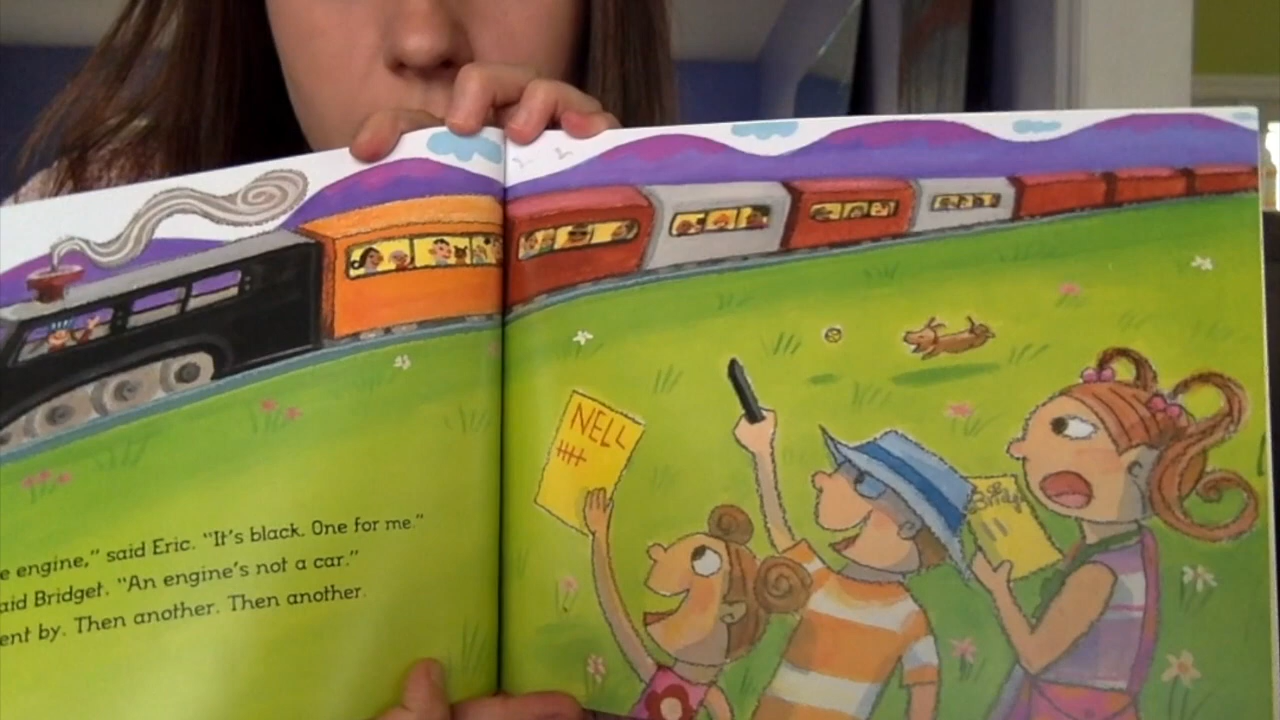 e engine," said Eric. "It's black. One for me."
aid Bridget. "An engine's not a car."
ent by. Then another. Then another.
NELL